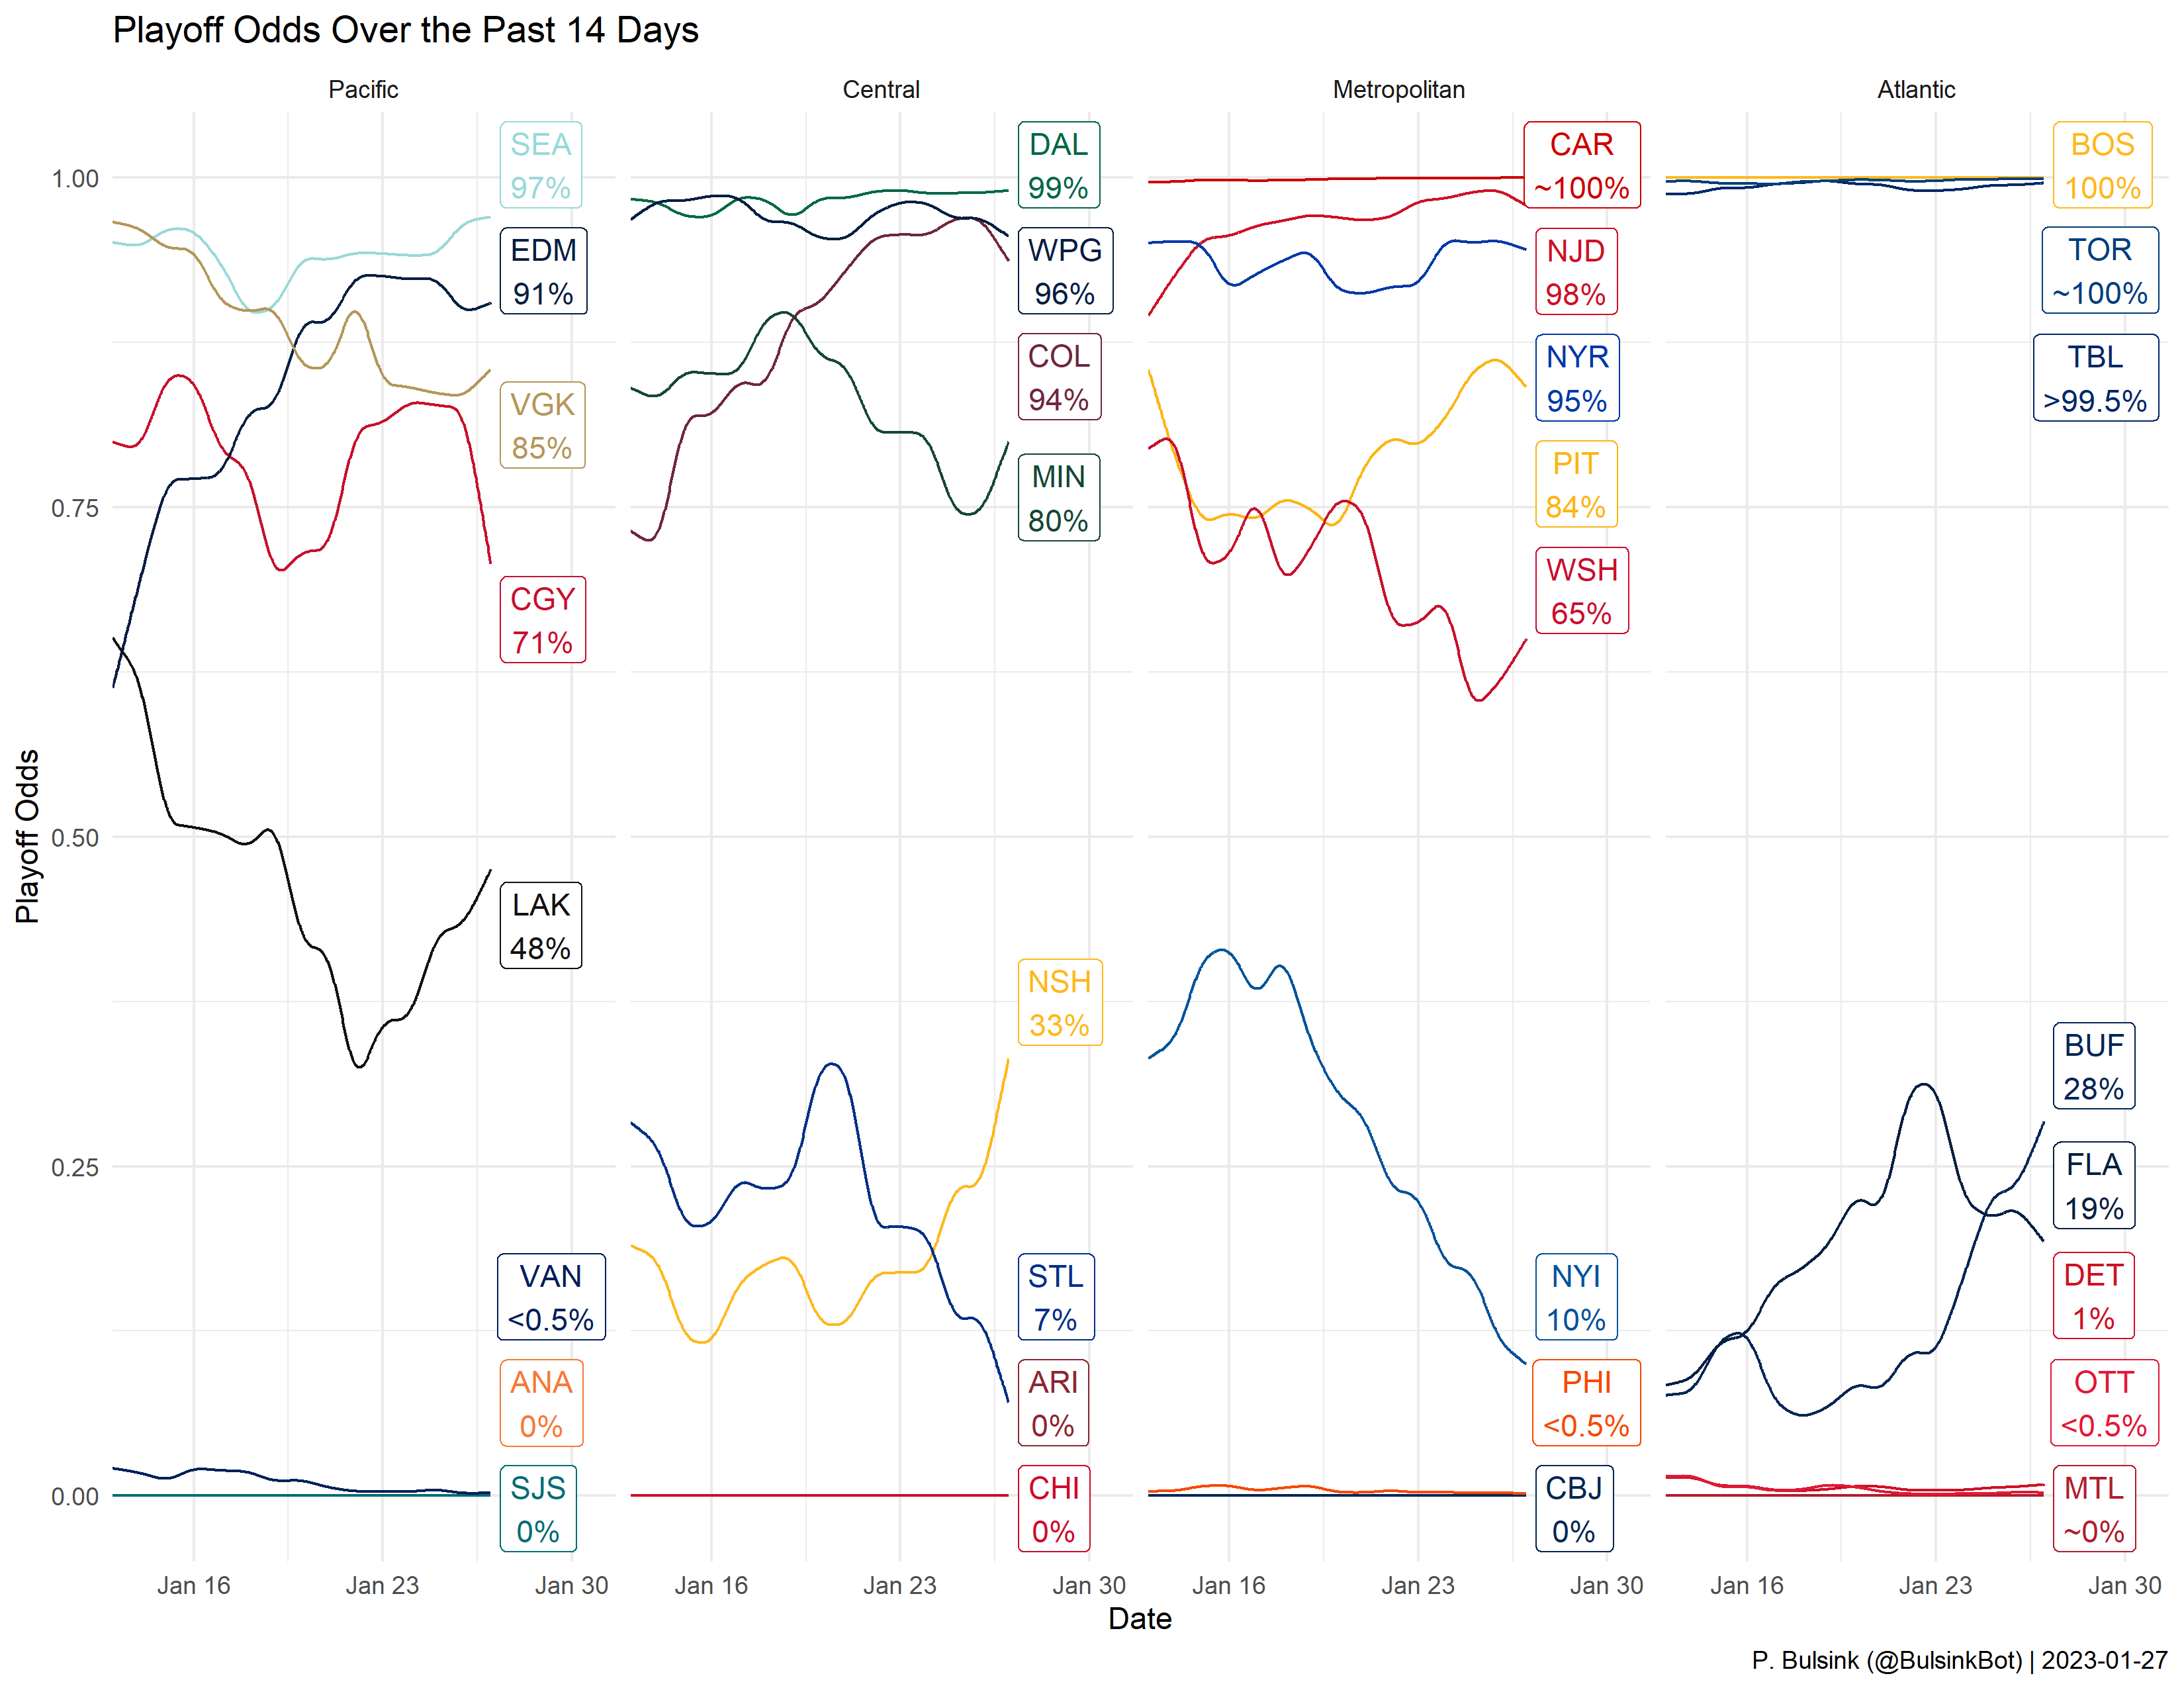 Playoff Odds Over the Past 14 Days
Pacific
Central
Metropolitan
Atlantic
Playoff Odds
1.00
0.75
0.50
0.25
0.00
SEA
97%
EDM
91%
VGK
85%
CGY
71%
LAK
48%
VAN
<0.5%
ANA
0%
SJS
0%
DAL
99%
WPG
96%
COL
94%
MIN
80%
NSH
33%
STL
7%
ARI
0%
CHI
0%
CAR
~100%
NJD
98%
NYR
95%
PIT
84%
WSH
65%
NYI
10%
PHI
<0.5%
CBJ
0%
BOS
100%
TOR
~100%
TBL
>99.5%
BUF
28%
FLA
19%
DET
1%
OTT
<0.5%
MTL
~0%
Jan 16
Jan 23
Jan 30
Jan 16
Jan 23
Jan 30
Jan 16
Jan 23
Jan 30
Jan 16
Jan 23
Jan 30
Date
P. Bulsink (@BulsinkBot) | 2023-01-27